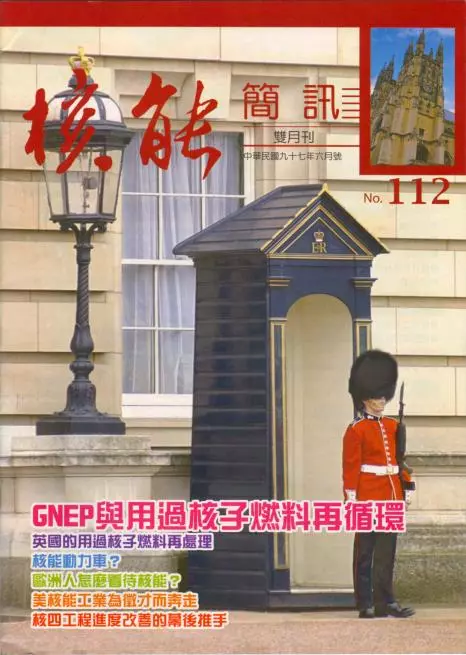 核能
簡訊
雙月刊
中華民國九十七年六月號
No. 112
ER
GNEP與用過核子燃料再循環
英國的用過核子燃料再處理
核能動力車？
歐洲人怎麼看待核能？
美核能工業為徵才而奔走
核四工程進度改善的幕後推手